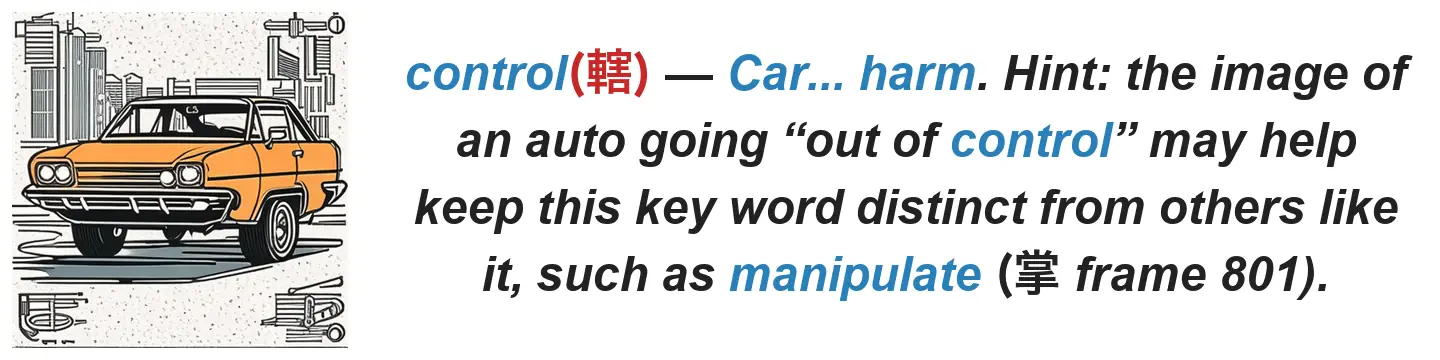 control(轄) — Car... harm. Hint: the image of
an auto going “out of control” may help
keep this key word distinct from others like
it, such as manipulate (掌 frame 801).